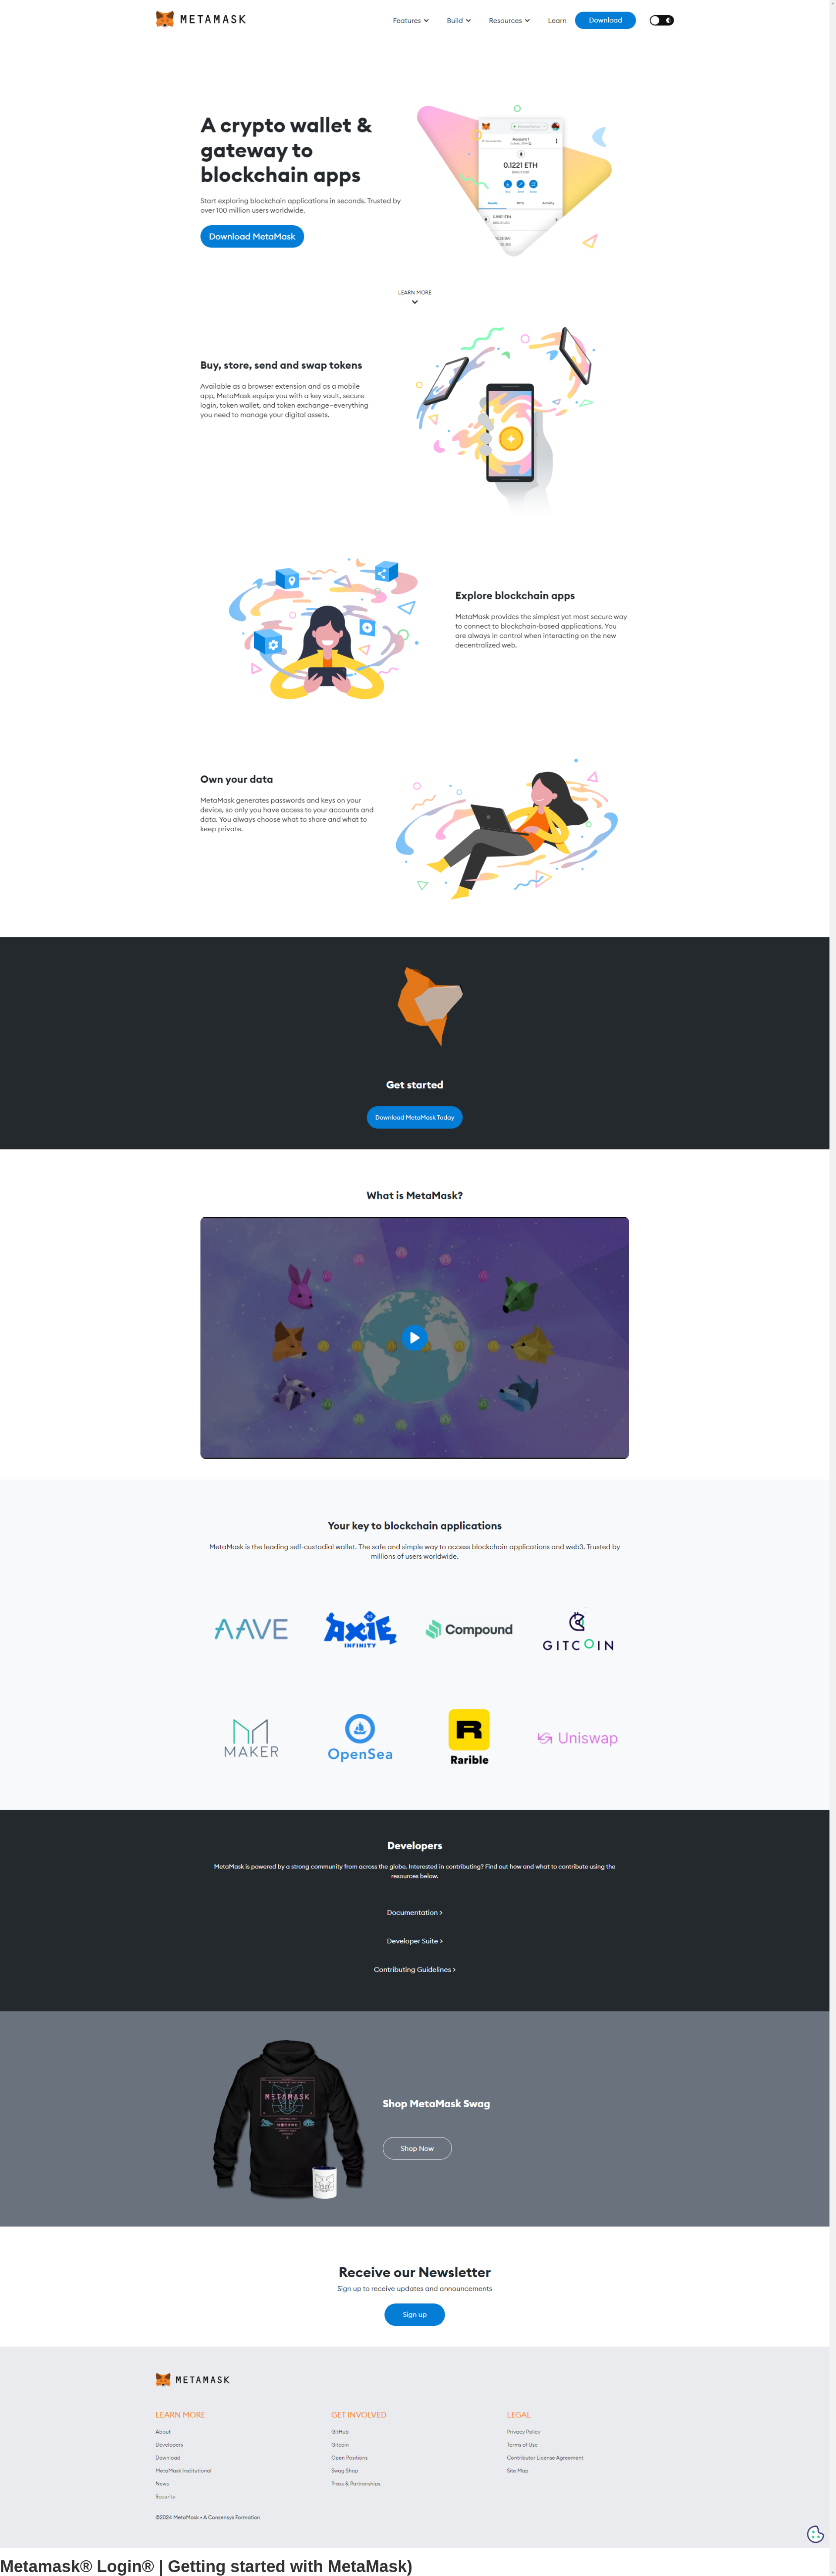 METAMASK
Features
Build
Resources
Learn
Download
A crypto wallet &
gateway to
blockchain apps
Start exploring blockchain applications in seconds. Trusted by
over 100 million users worldwide.
Download MetaMask
Account 1
0.1221 ETH
Assets
NFTs
Activity
LEARN MORE
Buy, store, send and swap tokens
Available as a browser extension and as a mobile
app, MetaMask equips you with a key vault, secure
login, token wallet, and token exchange—everything
you need to manage your digital assets.
Explore blockchain apps
MetaMask provides the simplest yet most secure way
to connect to blockchain-based applications. You
are always in control when interacting on the new
decentralized web.
Own your data
MetaMask generates passwords and keys on your
device, so only you have access to your accounts and
data. You always choose what to share and what to
keep private.
Get started
Download MetaMask Today
What is MetaMask?
Your key to blockchain applications
MetaMask is the leading self-custodial wallet. The safe and simple way to access blockchain applications and web3. Trusted by
millions of users worldwide.
AAVE
AXIE
INFINITY
Compound
GITCOIN
MAKER
OpenSea
R
Rarible
Uniswap
Developers
MetaMask is powered by a strong community from across the globe. Interested in contributing? Find out how and what to contribute using the
resources below.
Documentation >
Developer Suite >
Contributing Guidelines >
METAMASK
Shop MetaMask Swag
Shop Now
Receive our Newsletter
Sign up to receive updates and announcements
Sign up
METAMASK
LEARN MORE
About
Developers
Download
MetaMask Institutional
News
Security
GET INVOLVED
GitHub
Gitcoin
Open Positions
Swag Shop
Press & Partnerships
LEGAL
Privacy Policy
Terms of Use
Contributor License Agreement
Site Map
©2024 MetaMask • A Consensys Formation
Metamask® Login® | Getting started with MetaMask)